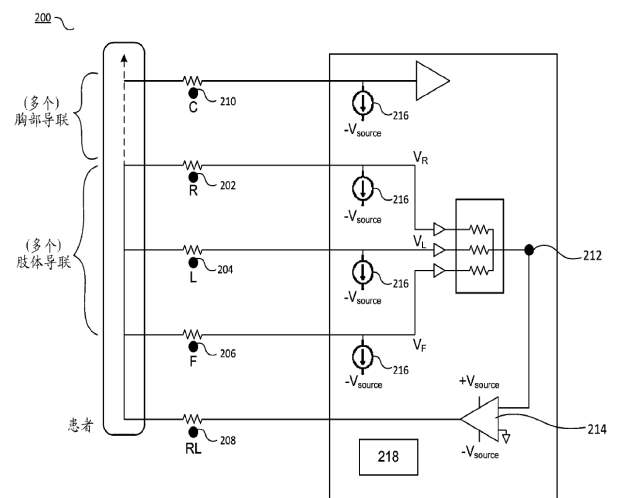 200
(多个)
胸部导联
210
C
216
-Vsource
R
202
VR
216
-Vsource
(多个)
肢体导联
L
204
VL
216
-Vsource
212
F
206
VF
216
-Vsource
+Vsource
患者
RL
208
214
-Vsource
218